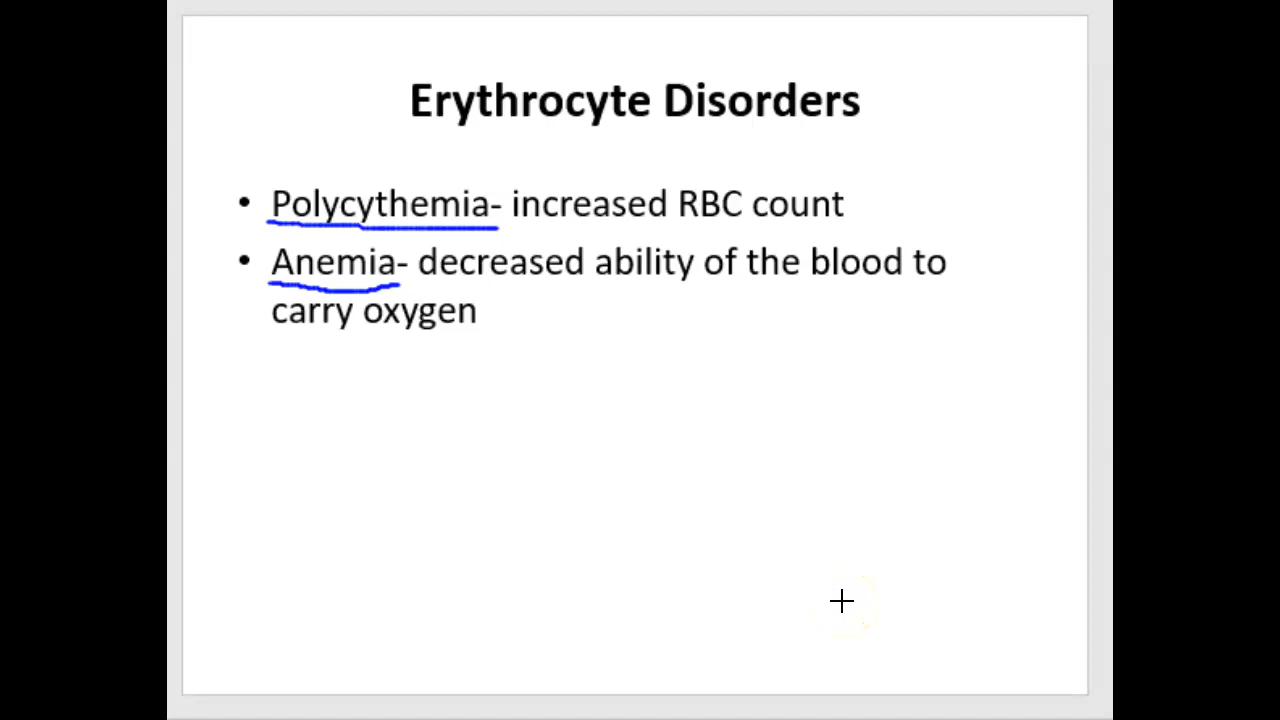 Erythrocyte Disorders
• Polycythemia- increased RBC count
• Anemia- decreased ability of the blood to
carry oxygen